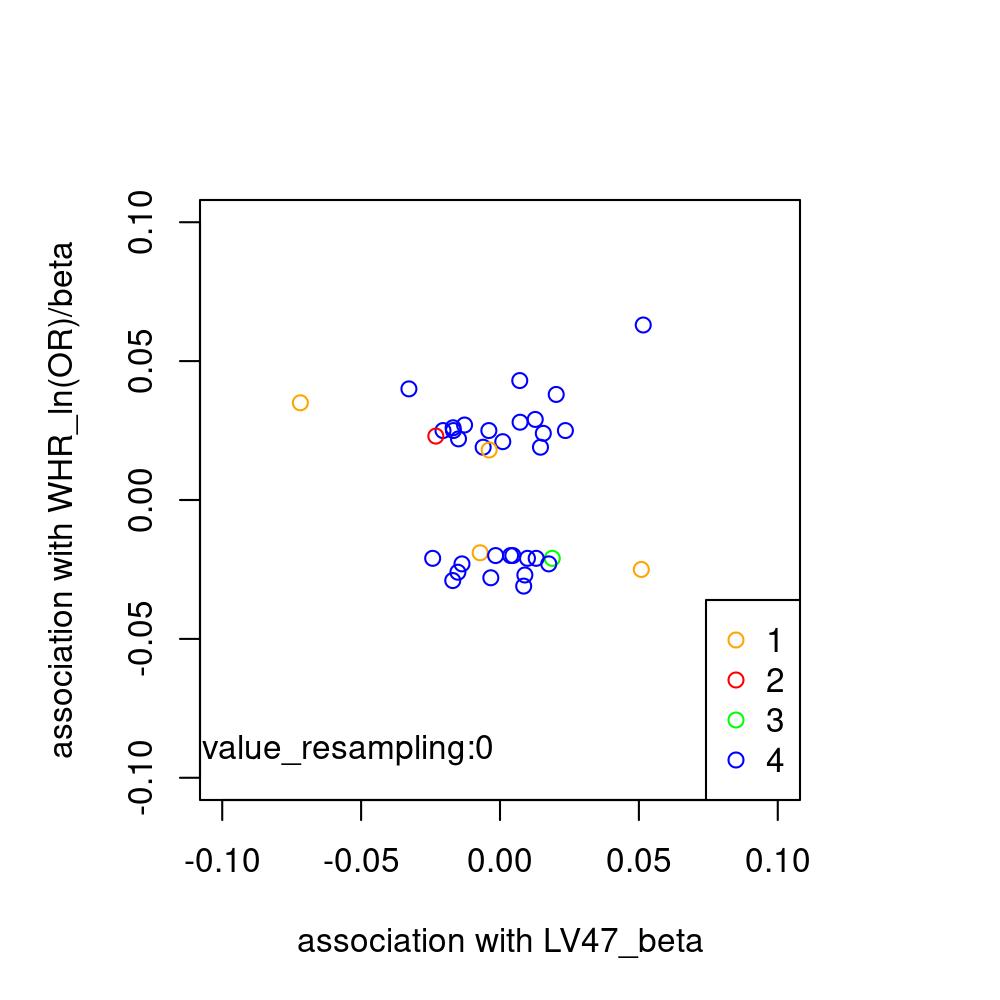 0.10
0.05
0.00
-0.05
-0.10
association with WHR_ln(OR)/beta
value_resampling:0
1
2
3
4
-0.10 -0.05 0.00 0.05 0.10
association with LV47_beta